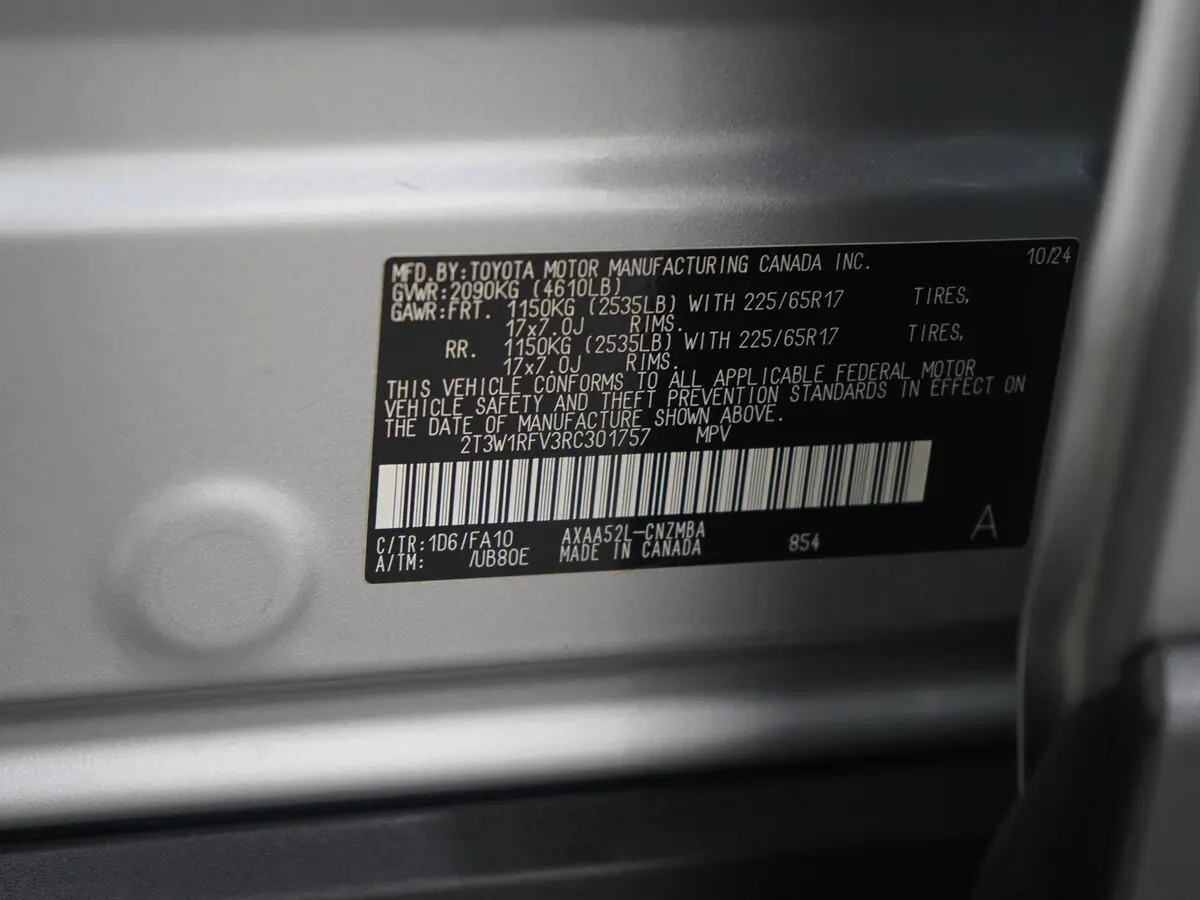 MFD.BY:TOYOTA MOTOR MANUFACTURING CANADA INC. 10/24
GVWR:2090KG (4610LB)
GAWR:FRT. 1150KG (2535LB) WITH 225/65R17 TIRES,
17x7.0J RIMS.
RR. 1150KG (2535LB) WITH 225/65R17 TIRES,
17x7.0J RIMS.
THIS VEHICLE CONFORMS TO ALL APPLICABLE FEDERAL MOTOR
VEHICLE SAFETY AND THEFT PREVENTION STANDARDS IN EFFECT ON
THE DATE OF MANUFACTURE SHOWN ABOVE.
2T3W1RFV3RC301757 MPV
C/TR:1D6/FA10 AXAA52L-CNZMBA 854 A
A/TM: /UB80E MADE IN CANADA